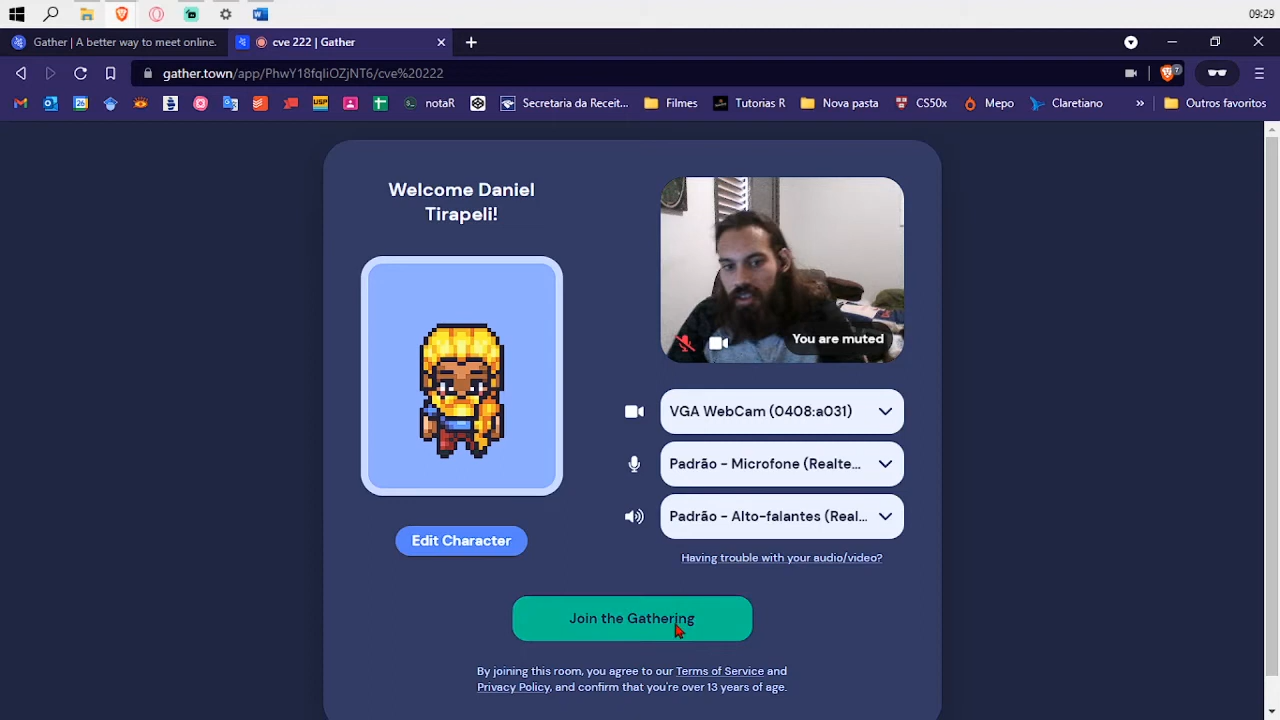 09:29
Gather | A better way to meet online.
cve 222 | Gather
gather.town/app/PhwY18fqIiOZjNT6/cve%20222
7
notaR
Secretaria da Receit...
Filmes
Tutorias R
Nova pasta
CS50x
Mepo
Claretiano
»
Outros favoritos
Welcome Daniel
Tirapeli!
You are muted
VGA WebCam (0408:a031)
Padrão - Microfone (Realte...
Padrão - Alto-falantes (Real...
Having trouble with your audio/video?
Edit Character
Join the Gathering
By joining this room, you agree to our Terms of Service and
Privacy Policy, and confirm that you're over 13 years of age.